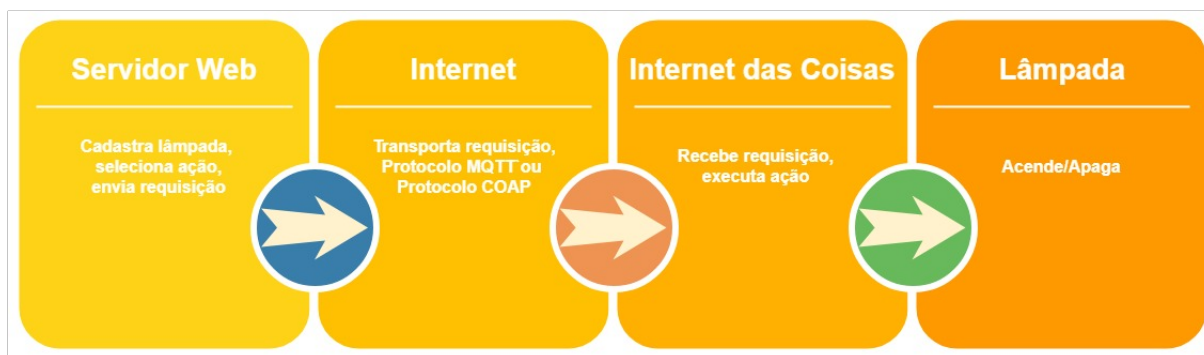 Servidor Web
Cadastra lâmpada,
seleciona ação,
envia requisição
Internet
Transporta requisição,
Protocolo MQTT ou
Protocolo COAP
Internet das Coisas
Recebe requisição,
executa ação
Lâmpada
Acende/Apaga